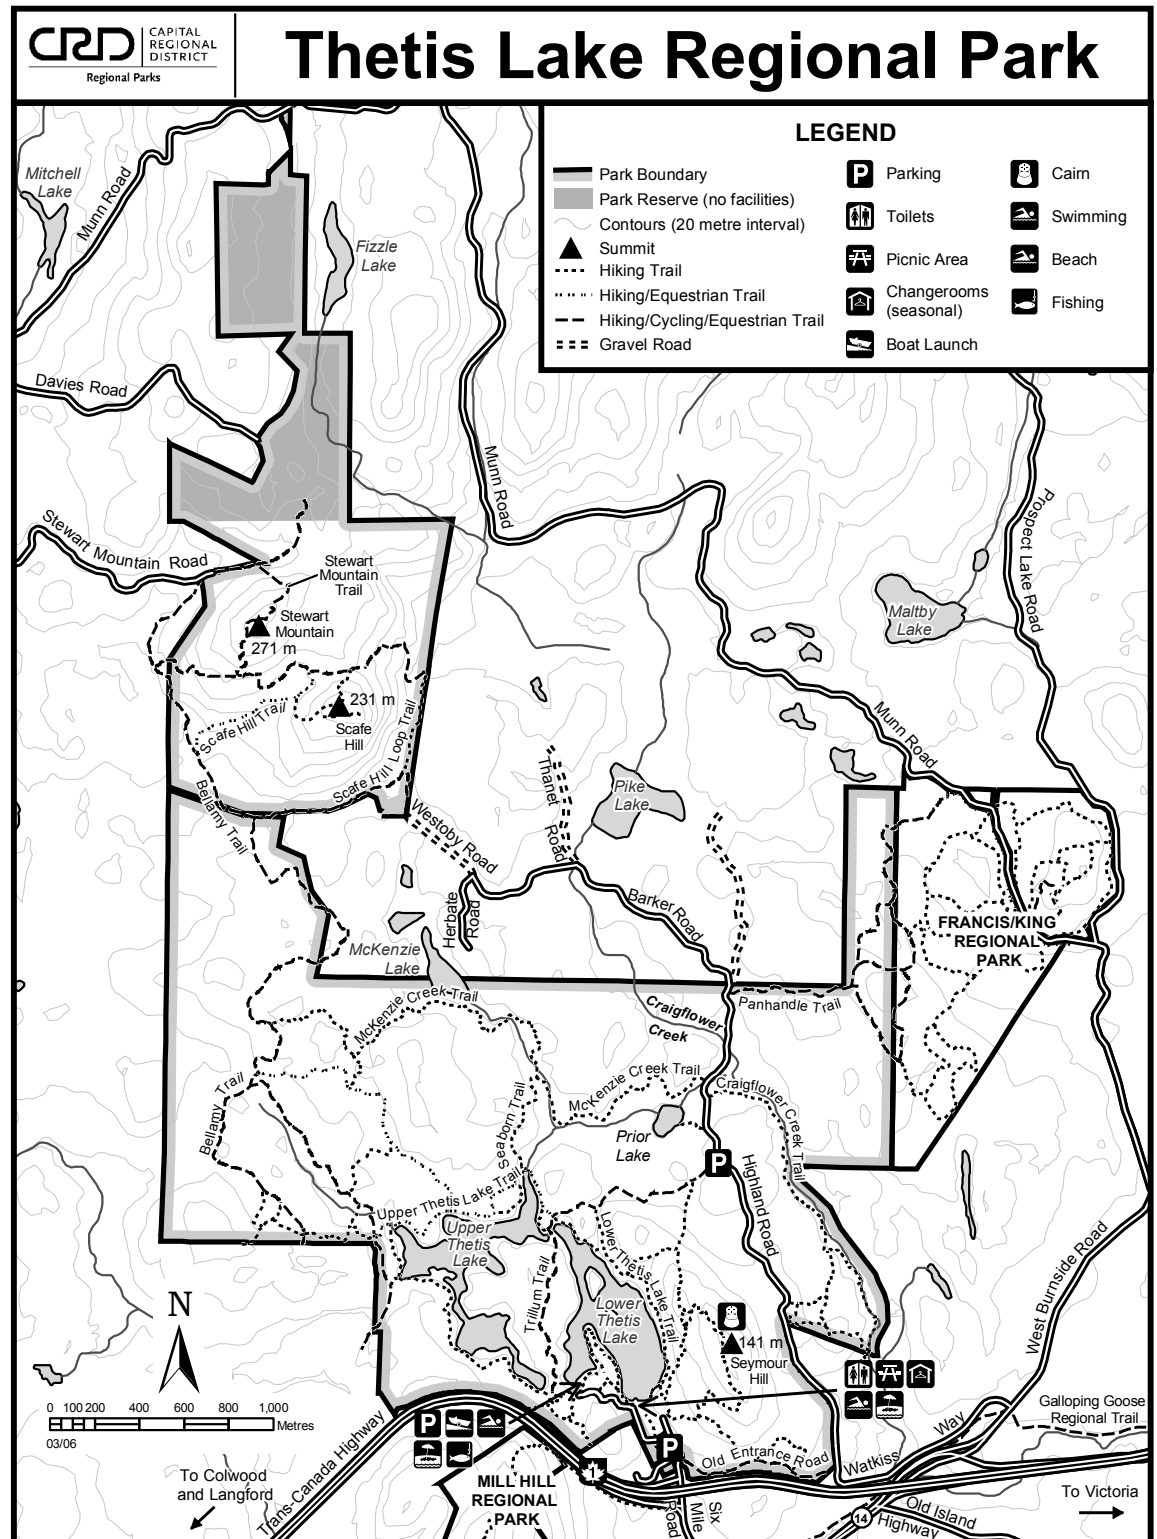 CRD
CAPITAL
REGIONAL
DISTRICT
Regional Parks
Thetis Lake Regional Park
LEGEND
Park Boundary
Park Reserve (no facilities)
Contours (20 metre interval)
Summit
Hiking Trail
Hiking/Equestrian Trail
Hiking/Cycling/Equestrian Trail
Gravel Road
P Parking
Toilets
Picnic Area
Changerooms
(seasonal)
Boat Launch
Cairn
Swimming
Beach
Fishing
Mitchell
Lake
Munn Road
Fizzle
Lake
Davies Road
Munn Road
Prospect Lake Road
Stewart Mountain Road
Stewart
Mountain
Trail
Stewart
Mountain
271 m
Maltby
Lake
231 m
Scafe
Hill
Scafe Hill Trail
Scafe Hill Loop Trail
Munn Road
Bellamy Trail
Thanet Road
Pike
Lake
Westoby Road
Herbate
Road
Barker Road
FRANCIS/KING
REGIONAL
PARK
McKenzie
Lake
McKenzie Creek Trail
Craigflower
Creek
Panhandle Trail
McKenzie Creek Trail
Craigflower Creek Trail
Bellamy Trail
Seaborn Trail
Prior
Lake
P
Highland Road
Upper Thetis Lake Trail
Upper
Thetis
Lake
Lower Thetis Lake Trail
Trillum Trail
Lower
Thetis
Lake
West Burnside Road
141 m
Seymour
Hill
N
0 100 200 400 600 800 1,000
Metres
03/06
Trans-Canada Highway
P
P
1
Old Entrance Road
Watkiss Way
Galloping Goose
Regional Trail
To Colwood
and Langford
MILL HILL
REGIONAL
PARK
Six Mile
Road
14
Old Island
Highway
To Victoria